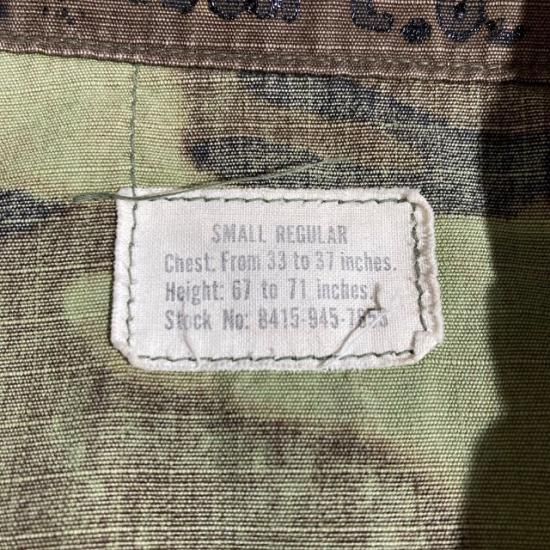 SMALL REGULAR
Chest: From 33 to 37 inches.
Height: 67 to 71 inches.
Stock No: